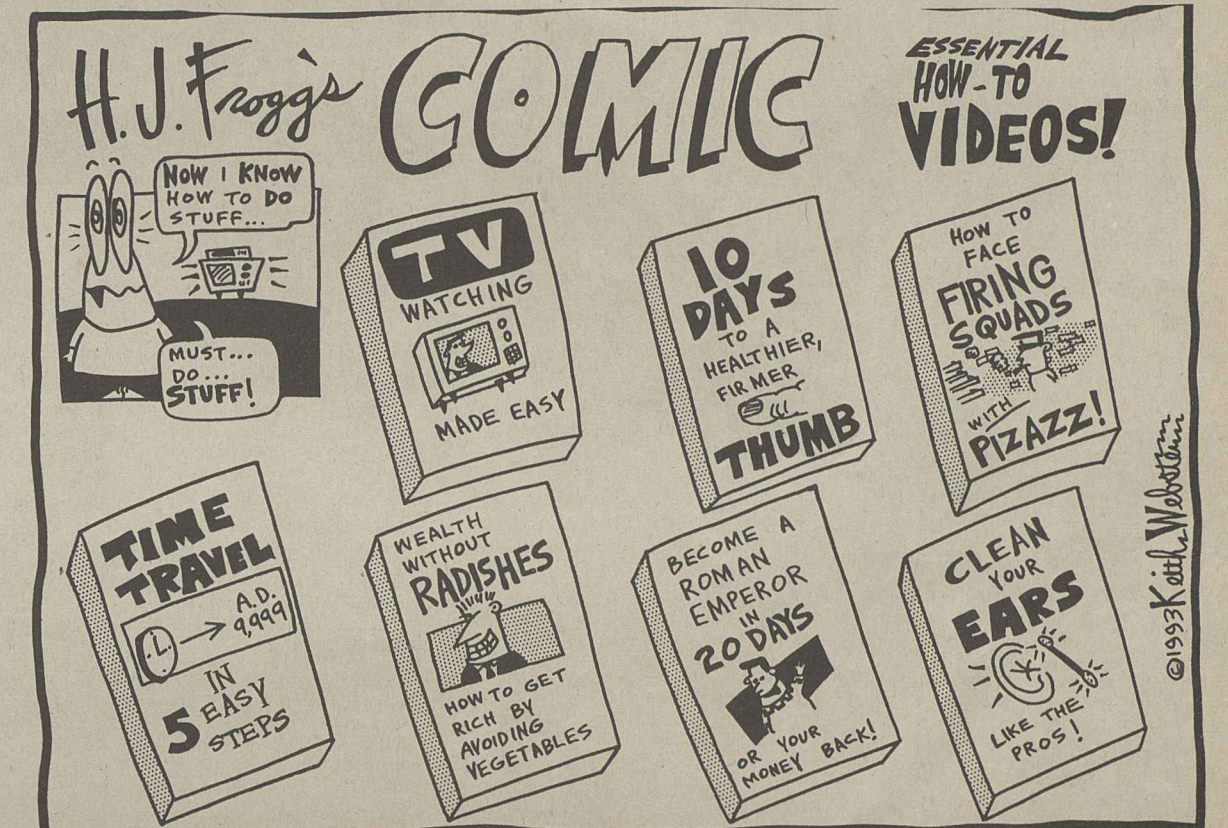 H.J. Frogg's
COMIC
ESSENTIAL
HOW-TO
VIDEOS!
NOW I KNOW
HOW TO DO
STUFF...
MUST...
DO...
STUFF!
TV
WATCHING
MADE EASY
10
DAYS
TO A
HEALTHIER,
FIRMER
THUMB
HOW TO
FACE
FIRING
SQUADS
WITH
PIZAZZ!
TIME
TRAVEL
A.D.
9,999
IN
5 EASY
STEPS
WEALTH
WITHOUT
RADISHES
HOW TO GET
RICH BY
AVOIDING
VEGETABLES
BECOME A
ROMAN
EMPEROR
IN
20 DAYS
OR YOUR
MONEY BACK!
CLEAN
YOUR
EARS
LIKE THE
PROS!
©1993 Keith Webster